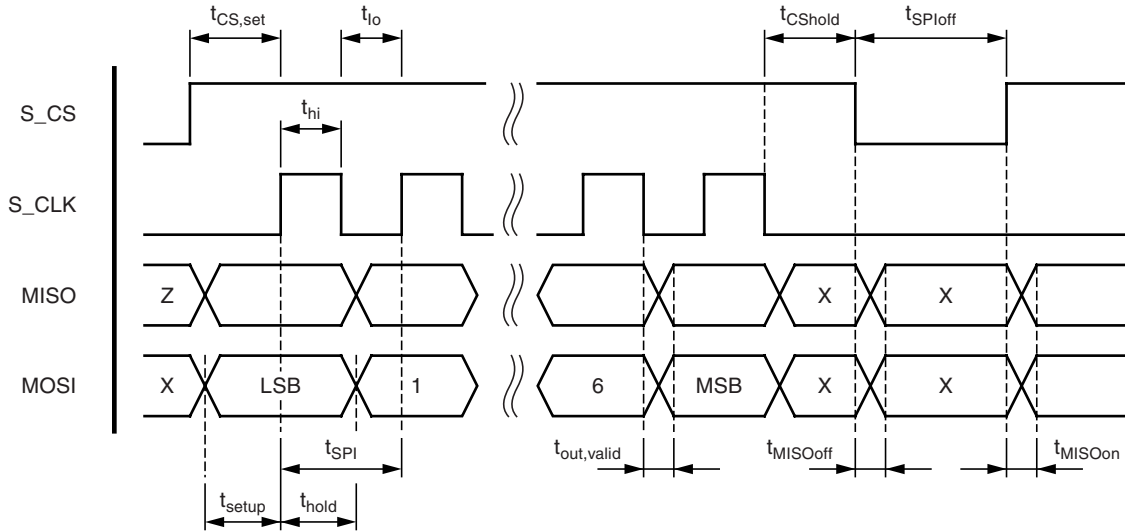 tCS,set
tlo
tCShold
tSPIoff
S_CS
thi
S_CLK
MISO
Z
X
X
MOSI
X
LSB
1
6
MSB
X
X
tSPI
tout,valid
tMISOoff
tMISOon
tsetup
thold